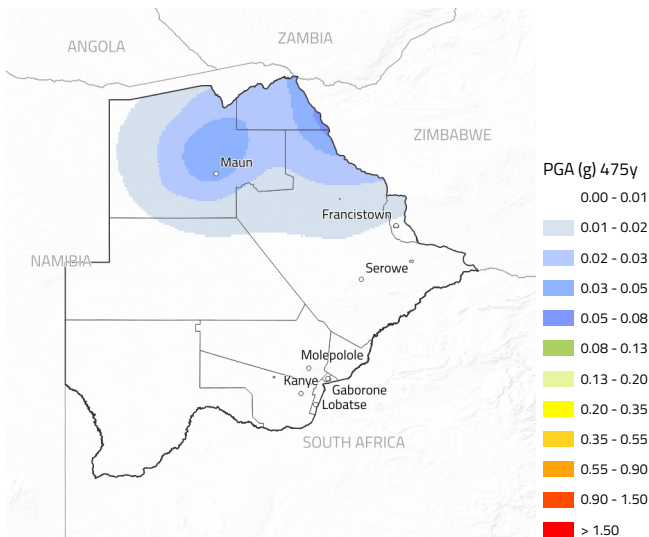 ANGOLA
ZAMBIA
ZIMBABWE
Maun
Francistown
NAMIBIA
Serowe
Molepolole
Kanye
Gaborone
Lobatse
SOUTH AFRICA
PGA (g) 475y
0.00 - 0.01
0.01 - 0.02
0.02 - 0.03
0.03 - 0.05
0.05 - 0.08
0.08 - 0.13
0.13 - 0.20
0.20 - 0.35
0.35 - 0.55
0.55 - 0.90
0.90 - 1.50
> 1.50